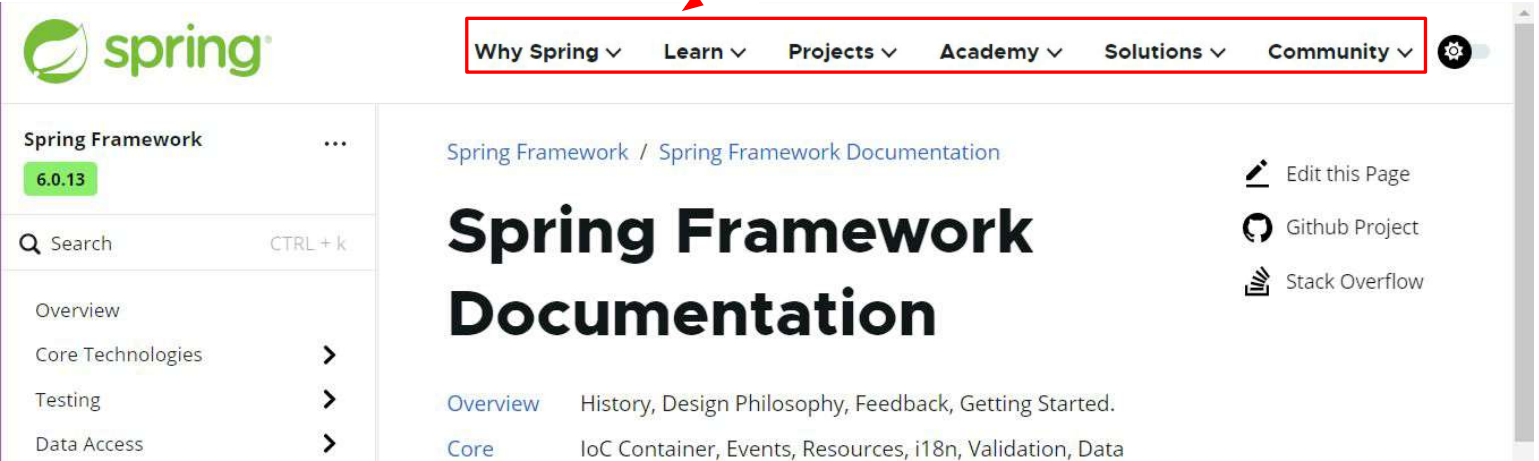 spring
Why Spring Learn Projects Academy Solutions Community
Spring Framework ...
6.0.13
Search CTRL + k
Overview
Core Technologies
Testing
Data Access
Spring Framework / Spring Framework Documentation
Spring Framework
Documentation
Overview History, Design Philosophy, Feedback, Getting Started.
Core IoC Container, Events, Resources, i18n, Validation, Data
Edit this Page
Github Project
Stack Overflow